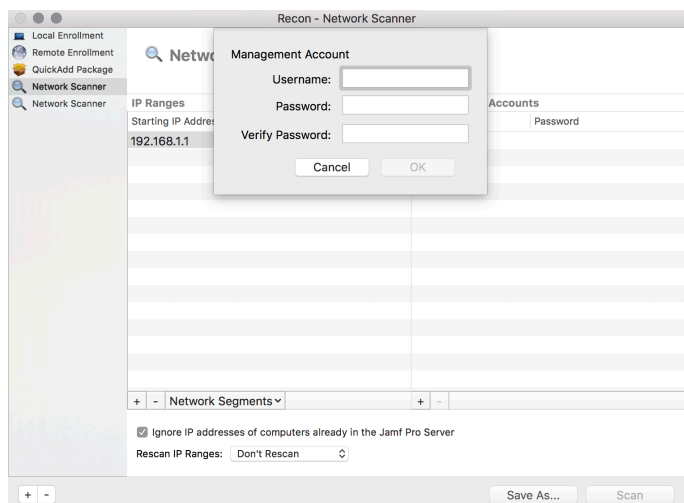 Recon - Network Scanner
Local Enrollment
Remote Enrollment
QuickAdd Package
Network Scanner
Network Scanner
Netwo
Management Account
Username:
Password:
Verify Password:
Cancel
OK
IP Ranges
Accounts
Starting IP Addres
Password
192.168.1.1
+ - Network Segments
+ -
Ignore IP addresses of computers already in the Jamf Pro Server
Rescan IP Ranges: Don't Rescan
+ -
Save As...
Scan